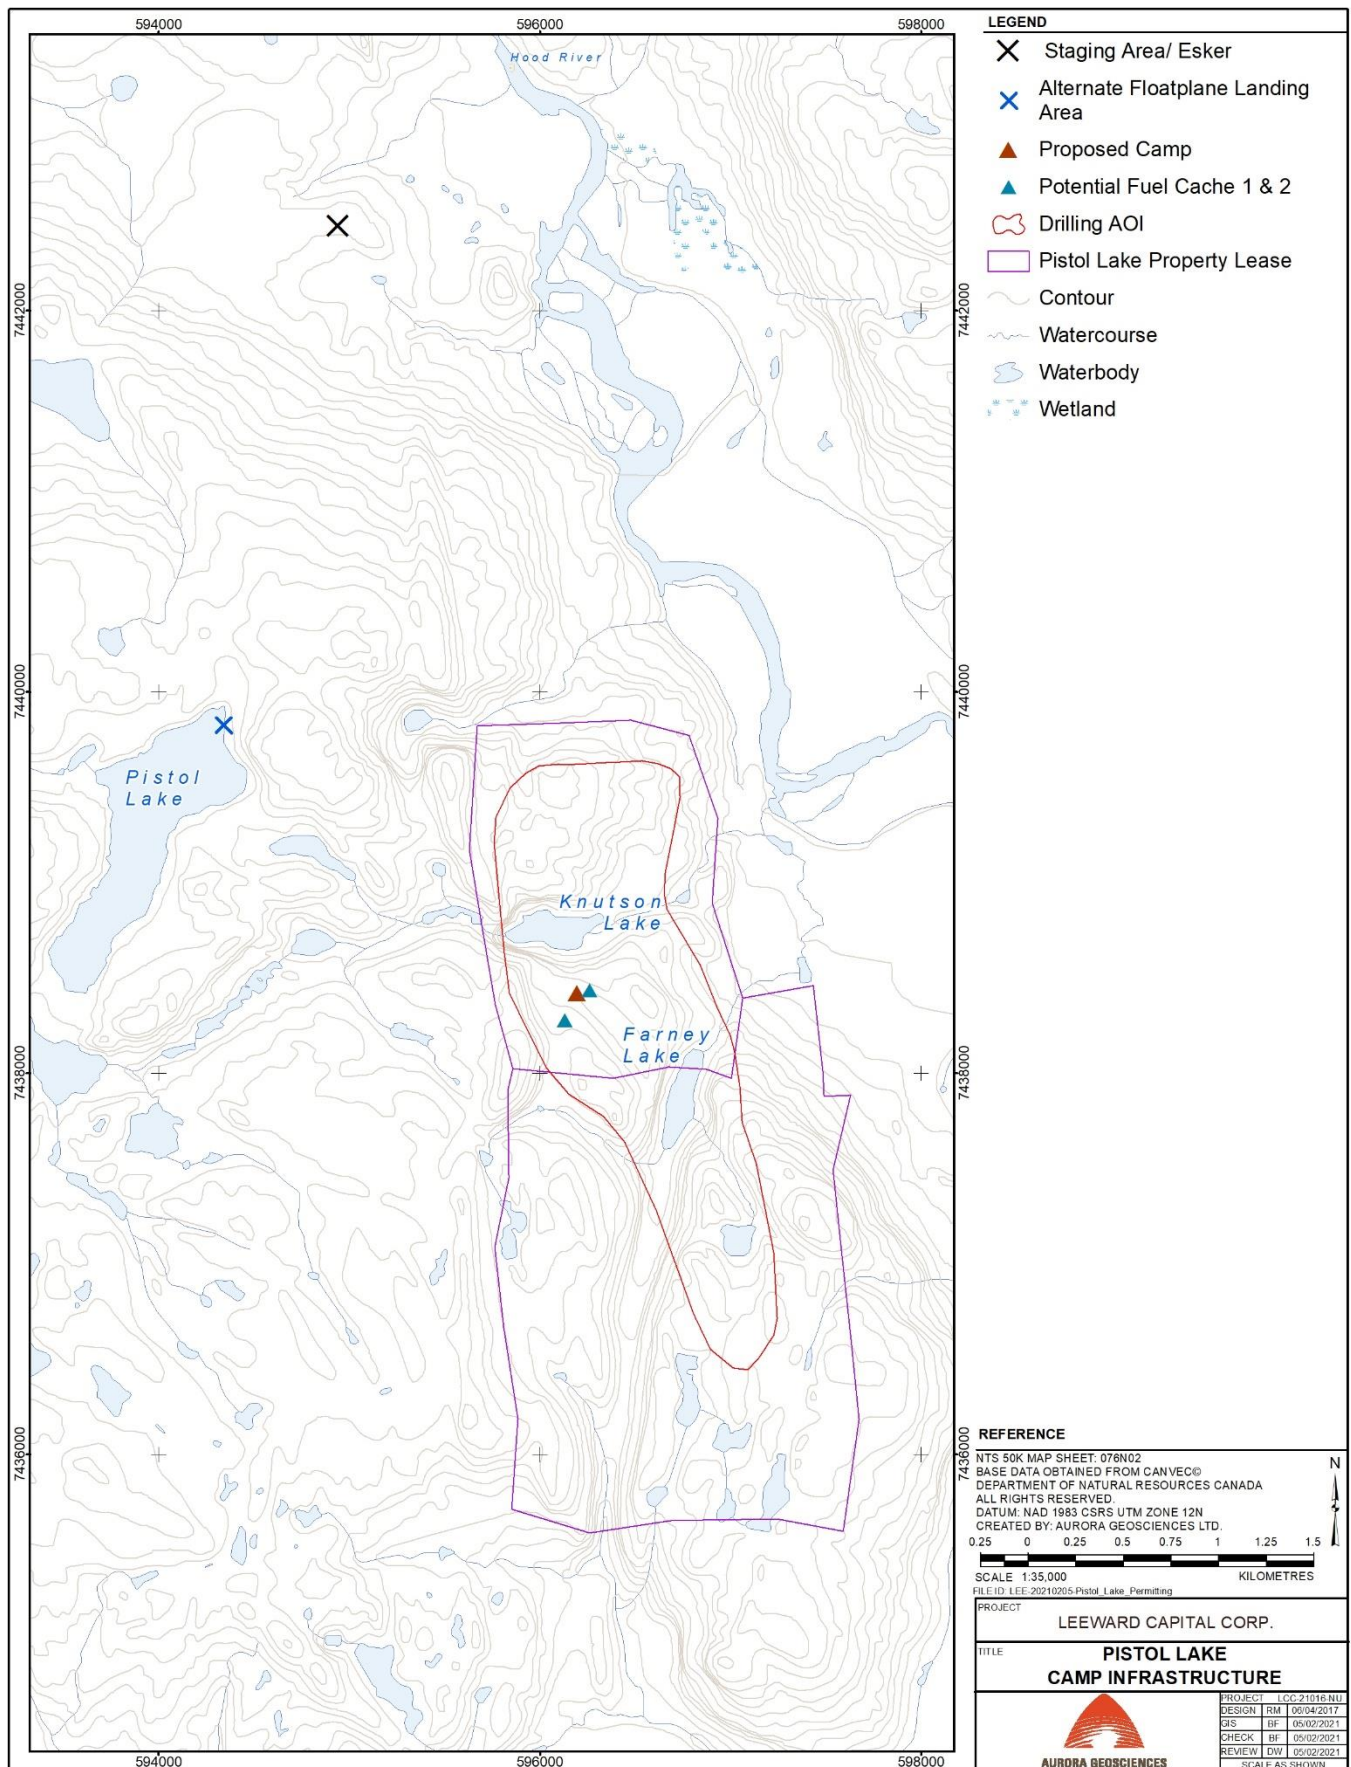 594000
596000
598000
Hood River
7442000
7442000
7440000
7440000
Pistol
Lake
Knutson
Lake
Farney
Lake
7438000
7438000
7436000
7436000
594000
596000
598000
LEGEND
Staging Area/ Esker
Alternate Floatplane Landing
Area
Proposed Camp
Potential Fuel Cache 1 & 2
Drilling AOI
Pistol Lake Property Lease
Contour
Watercourse
Waterbody
Wetland
REFERENCE
NTS 50K MAP SHEET: 076N02
BASE DATA OBTAINED FROM CANVEC©
DEPARTMENT OF NATURAL RESOURCES CANADA
ALL RIGHTS RESERVED.
DATUM: NAD 1983 CSRS UTM ZONE 12N
CREATED BY: AURORA GEOSCIENCES LTD.
N
0.25 0 0.25 0.5 0.75 1 1.25 1.5
SCALE 1:35,000 KILOMETRES
FILE ID: LEE-20210205-Pistol_Lake_Permitting
PROJECT
LEEWARD CAPITAL CORP.
TITLE
PISTOL LAKE
CAMP INFRASTRUCTURE
AURORA GEOSCIENCES
PROJECT LCC-21016-NU
DESIGN RM 06/04/2017
GIS BF 05/02/2021
CHECK BF 05/02/2021
REVIEW DW 05/02/2021
SCALE AS SHOWN